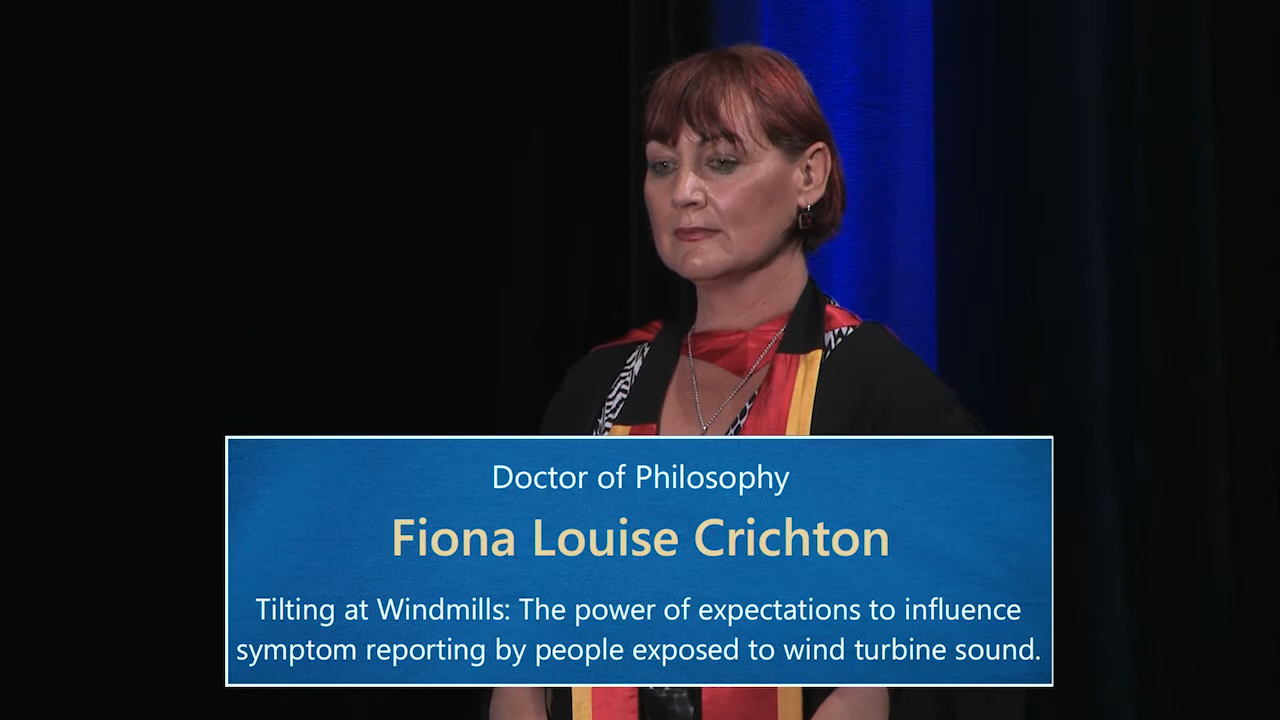 Doctor of Philosophy
Fiona Louise Crichton
Tilting at Windmills: The power of expectations to influence
symptom reporting by people exposed to wind turbine sound.